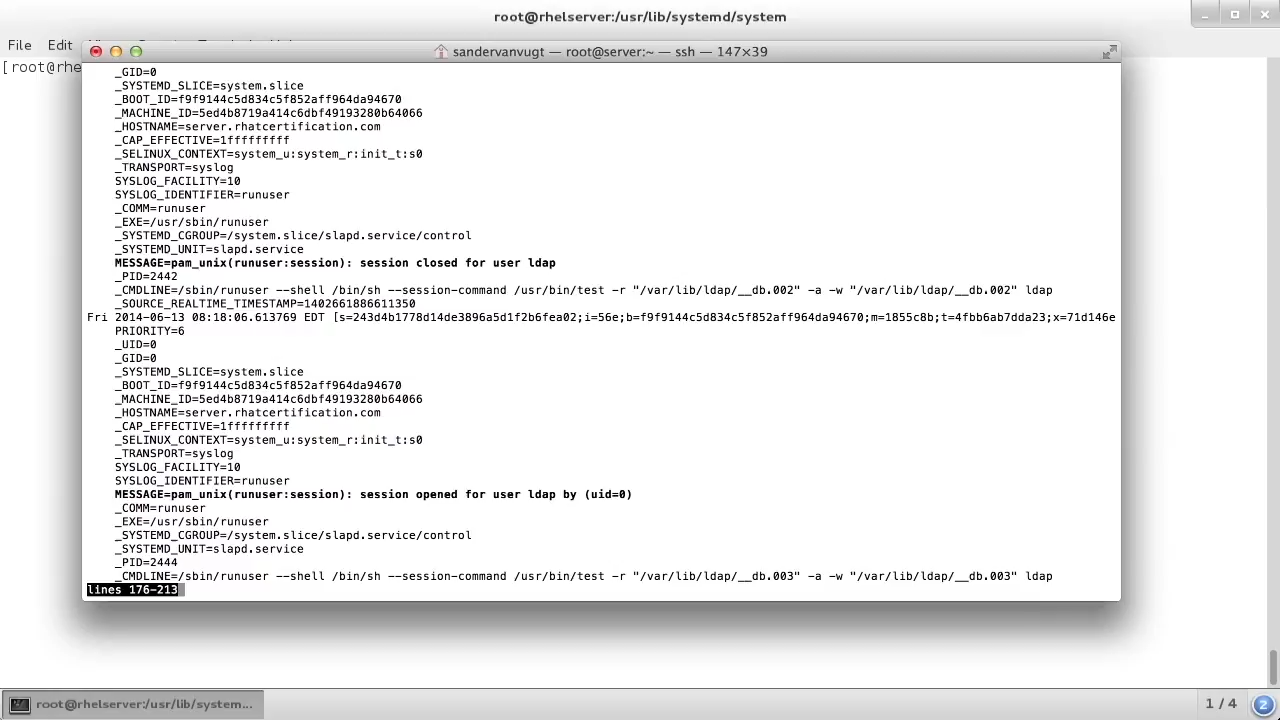 root@rhelserver:/usr/lib/systemd/system
File Edit
[root@rhe
sandervanvugt — root@server:~ — ssh — 147×39
_GID=0
_SYSTEMD_SLICE=system.slice
_BOOT_ID=f9f9144c5d834c5f852aff964da94670
_MACHINE_ID=5ed4b8719a414c6dbf49193280b64066
_HOSTNAME=server.rhatcertification.com
_CAP_EFFECTIVE=1fffffffff
_SELINUX_CONTEXT=system_u:system_r:init_t:s0
_TRANSPORT=syslog
SYSLOG_FACILITY=10
SYSLOG_IDENTIFIER=runuser
_COMM=runuser
_EXE=/usr/sbin/runuser
_SYSTEMD_CGROUP=/system.slice/slapd.service/control
_SYSTEMD_UNIT=slapd.service
MESSAGE=pam_unix(runuser:session): session closed for user ldap
_PID=2442
_CMDLINE=/sbin/runuser --shell /bin/sh --session-command /usr/bin/test -r "/var/lib/ldap/__db.002" -a -w "/var/lib/ldap/__db.002" ldap
_SOURCE_REALTIME_TIMESTAMP=1402661886611350
Fri 2014-06-13 08:18:06.613769 EDT [s=243d4b1778d14de3896a5d1f2b6fea02;i=56e;b=f9f9144c5d834c5f852aff964da94670;m=1855c8b;t=4fbb6ab7dda23;x=71d146e
PRIORITY=6
_UID=0
_GID=0
_SYSTEMD_SLICE=system.slice
_BOOT_ID=f9f9144c5d834c5f852aff964da94670
_MACHINE_ID=5ed4b8719a414c6dbf49193280b64066
_HOSTNAME=server.rhatcertification.com
_CAP_EFFECTIVE=1fffffffff
_SELINUX_CONTEXT=system_u:system_r:init_t:s0
_TRANSPORT=syslog
SYSLOG_FACILITY=10
SYSLOG_IDENTIFIER=runuser
MESSAGE=pam_unix(runuser:session): session opened for user ldap by (uid=0)
_COMM=runuser
_EXE=/usr/sbin/runuser
_SYSTEMD_CGROUP=/system.slice/slapd.service/control
_SYSTEMD_UNIT=slapd.service
_PID=2444
_CMDLINE=/sbin/runuser --shell /bin/sh --session-command /usr/bin/test -r "/var/lib/ldap/__db.003" -a -w "/var/lib/ldap/__db.003" ldap
lines 176-213
root@rhelserver:/usr/lib/system...
1 / 4
2